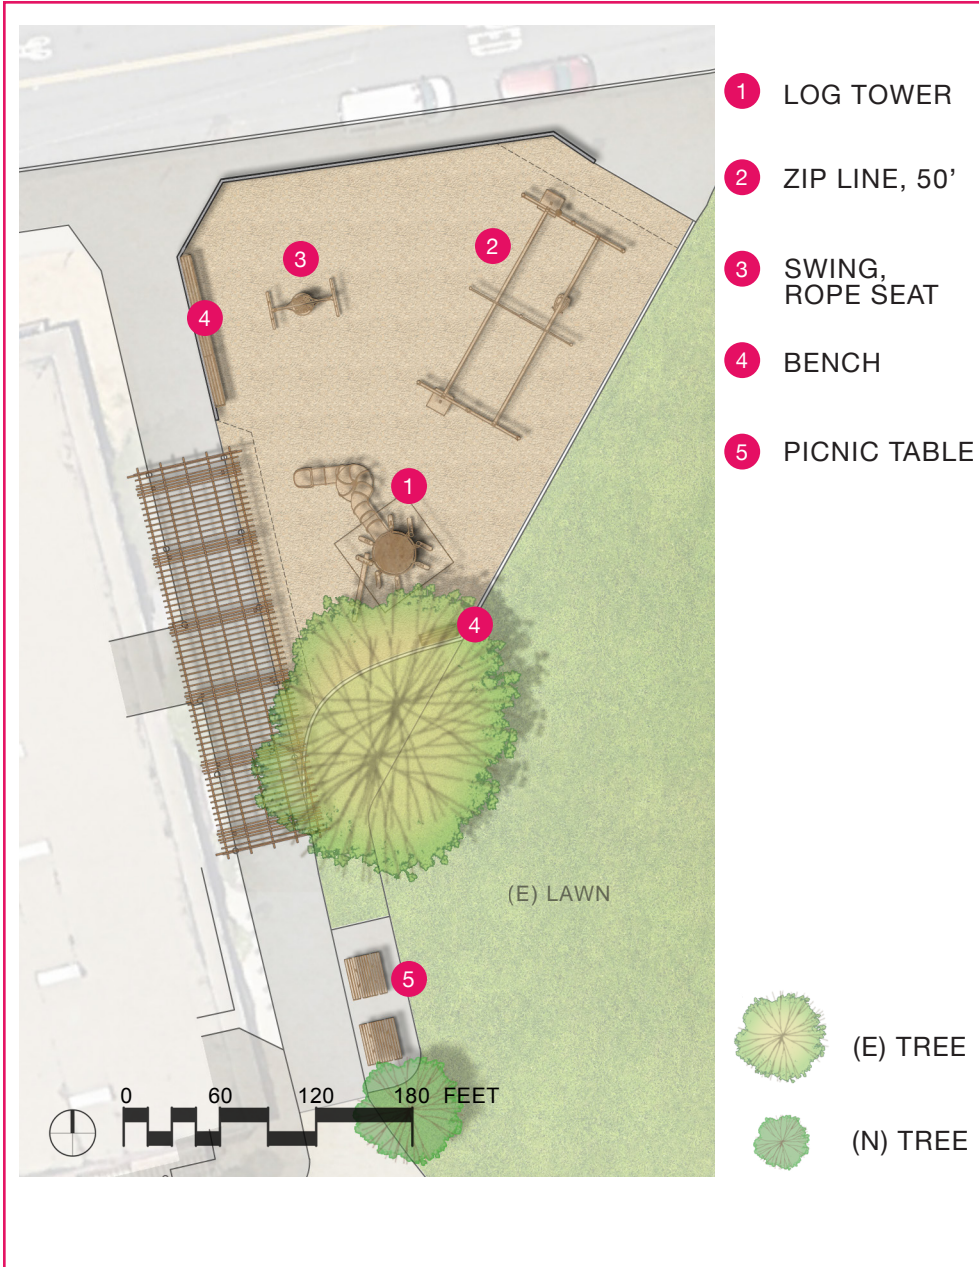 1 LOG TOWER
2 ZIP LINE, 50’
3 SWING,
ROPE SEAT
4 BENCH
5 PICNIC TABLE
2
3
4
1
4
(E) LAWN
5
(E) TREE
0 60 120 180 FEET
(N) TREE